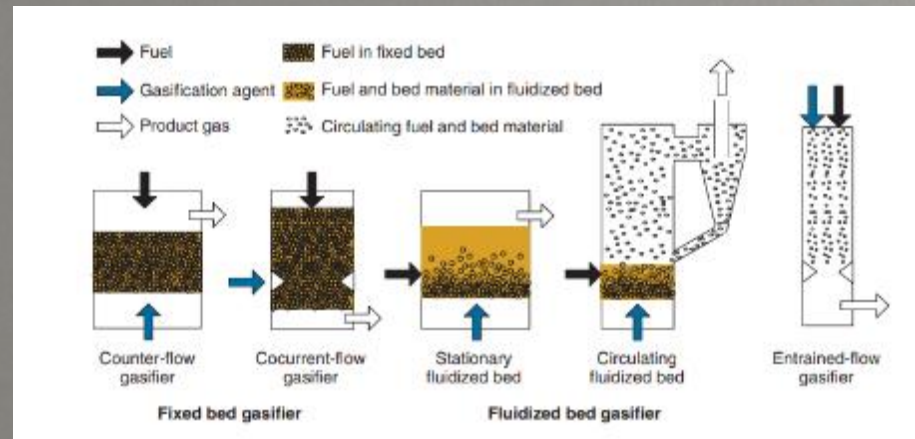 Fuel
Fuel in fixed bed
Gasification agent
Fuel and bed material in fluidized bed
Product gas
Circulating fuel and bed material
Counter-flow
gasifier
Cocurrent-flow
gasifier
Stationary
fluidized bed
Circulating
fluidized bed
Entrained-flow
gasifier
Fixed bed gasifier
Fluidized bed gasifier